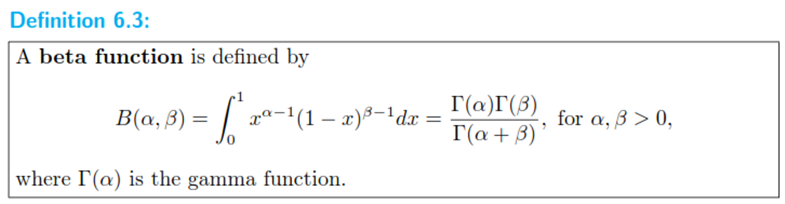 Definition 6.3:
A beta function is defined by
B(α, β) = ∫₀¹ x^{α−1}(1 − x)^{β−1}dx = Γ(α)Γ(β)/Γ(α + β), for α, β > 0,
where Γ(α) is the gamma function.